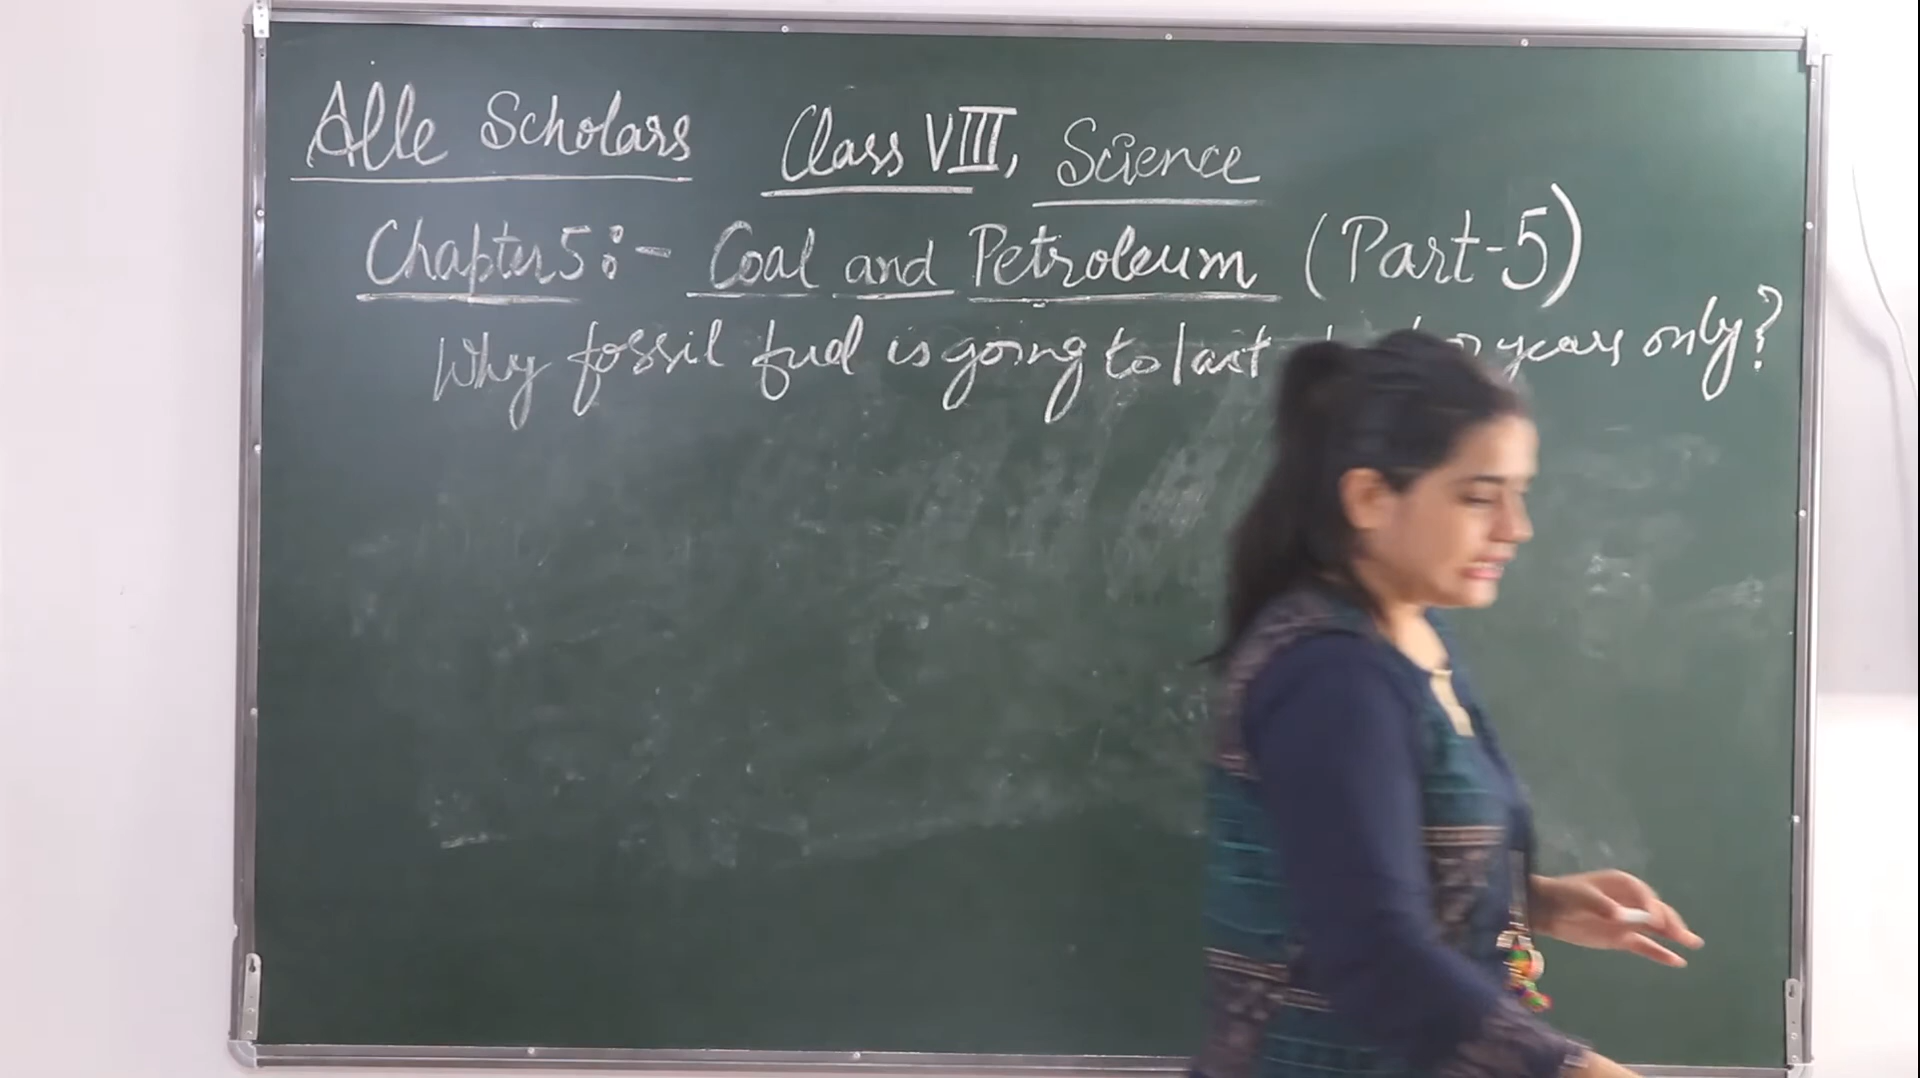 Alle Scholars Class VIII, Science
Chapter 5:- Coal and Petroleum (Part-5)
Why fossil fuel is going to last years only?